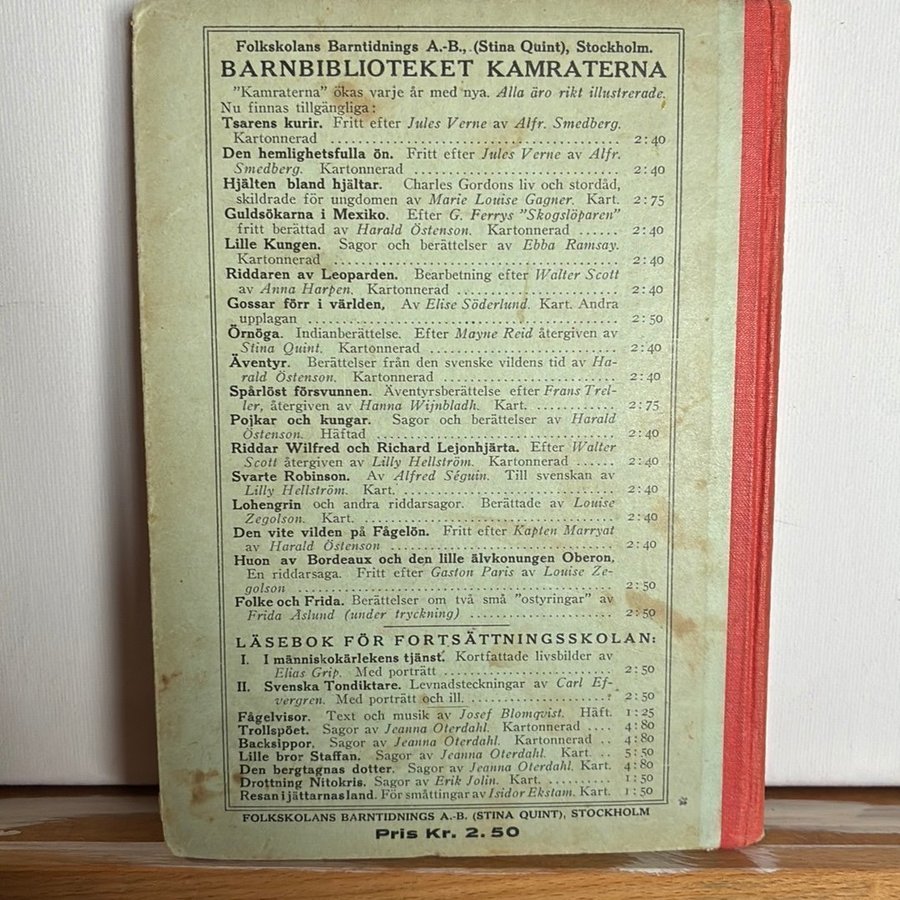 Folkskolans Barntidnings A.-B., (Stina Quint), Stockholm.
BARNBIBLIOTEKET KAMRATERNA
"Kamraterna" ökas varje år med nya. Alla äro rikt illustrerade.
Nu finnas tillgängliga:
Tsarens kurir. Fritt efter Jules Verne av Alfr. Smedberg.
Kartonnerad .......... 2:40
Den hemlighetsfulla ön. Fritt efter Jules Verne av Alfr.
Smedberg. Kartonnerad .......... 2:40
Hjälten bland hjältar. Charles Gordons liv och stordåd,
skildrade för ungdomen av Marie Louise Gagner. Kart. 2:75
Guldsökarna i Mexiko. Efter G. Ferrys "Skogslöparen"
fritt berättad av Harald Östenson. Kartonnerad ...... 2:40
Lille Kungen. Sagor och berättelser av Ebba Ramsay.
Kartonnerad .......... 2:40
Riddaren av Leoparden. Bearbetning efter Walter Scott
av Anna Harpen. Kartonnerad .......... 2:40
Gossar förr i världen, Av Elise Söderlund. Kart. Andra
upplagan .......... 2:50
Örnöga. Indianberättelse. Efter Mayne Reid återgiven av
Stina Quint. Kartonnerad .......... 2:40
Äventyr. Berättelser från den svenske vildens tid av Ha-
rald Östenson. Kartonnerad .......... 2:40
Spårlöst försvunnen. Äventyrsberättelse efter Frans Trel-
ler, återgiven av Hanna Wijnbladh. Kart. .......... 2:75
Pojkar och kungar. Sagor och berättelser av Harald
Östenson. Häftad .......... 2:40
Riddar Wilfred och Richard Lejonhjärta. Efter Walter
Scott återgiven av Lilly Hellström. Kartonnerad ...... 2:40
Svarte Robinson. Av Alfred Séguin. Till svenskan av
Lilly Hellström. Kart. .......... 2:40
Lohengrin och andra riddarsagor. Berättade av Louise
Zegolson. Kart. .......... 2:40
Den vite vilden på Fågelön. Fritt efter Kapten Marryat
av Harald Östenson .......... 2:40
Huon av Bordeaux och den lille älvkonungen Oberon.
En riddarsaga. Fritt efter Gaston Paris av Louise Ze-
golson .......... 2:50
Folke och Frida. Berättelser om två små "ostyringar" av
Frida Åslund (under tryckning) .......... 2:50
LÄSEBOK FÖR FORTSÄTTNINGSSKOLAN:
I. I människokärlekens tjänst. Kortfattade livsbilder av
Elias Grip. Med porträtt .......... 2:50
II. Svenska Tondiktare. Levnadsteckningar av Carl Ef-
vergren. Med porträtt och ill. .......... 2:50
Fågelvisor. Text och musik av Josef Blomqvist. Häft. 1:25
Trollspöet. Sagor av Jeanna Oterdahl. Kartonnerad .... 4:80
Backsippor. Sagor av Jeanna Oterdahl. Kartonnerad .. 4:80
Lille bror Staffan. Sagor av Jeanna Oterdahl. Kart. .. 5:50
Den bergtagnas dotter. Sagor av Jeanna Oterdahl. Kart. 4:80
Drottning Nitokris. Sagor av Erik Jolin. Kart. .......... 1:50
Resan i jättarnas land. För småttingar av Isidor Ekstam. Kart. 1:50
FOLKSKOLANS BARNTIDNINGS A.-B. (STINA QUINT), STOCKHOLM
Pris Kr. 2.50